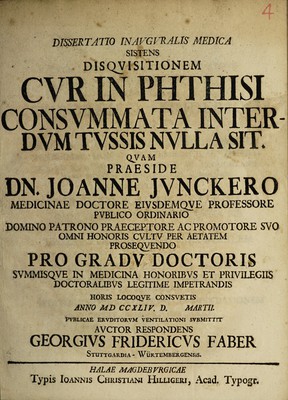 4
DISSERTATIO INAVGVRALIS MEDICA
SISTENS
DISQVISITIONEM
CVR IN PHTHISI
CONSVMMATA INTER-
DVM TVSSIS NVLLA SIT.
QVAM
PRAESIDE
DN. JOANNE JVNCKERO
MEDICINAE DOCTORE EIVSDEMQVE PROFESSORE
PVBLICO ORDINARIO
DOMINO PATRONO PRAECEPTORE AC PROMOTORE SVO
OMNI HONORIS CVLTV PER AETATEM
PROSEQVENDO
PRO GRADV DOCTORIS
SVMMISQVE IN MEDICINA HONORIBVS ET PRIVILEGIIS
DOCTORALIBVS LEGITIME IMPETRANDIS
HORIS LOCOQVE CONSVETIS
ANNO MD CCXLIV. D. MARTII.
PVBLICAE ERVDITORVM VENTILATIONI SVBMITTIT
AVCTOR RESPONDENS
GEORGIVS FRIDERICVS FABER
STUTTGARDIA - WÜRTEMBERGENSIS.
HALAE MAGDEBVRGICAE
Typis IOANNIS CHRISTIANI HILLIGERI, Acad. Typogr.